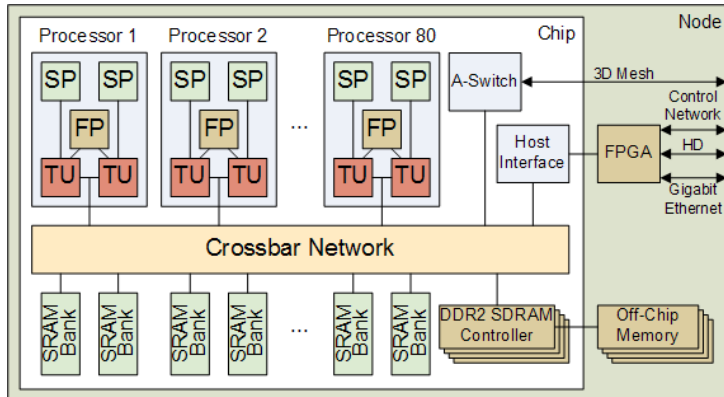 Node
Chip
Processor 1
Processor 2
Processor 80
SP
SP
SP
SP
SP
SP
FP
FP
FP
TU
TU
TU
TU
TU
TU
...
A-Switch
3D Mesh
Host
Interface
FPGA
Control
Network
HD
Gigabit
Ethernet
Crossbar Network
SRAM
Bank
SRAM
Bank
SRAM
Bank
SRAM
Bank
...
SRAM
Bank
SRAM
Bank
DDR2 SDRAM
Controller
Off-Chip
Memory